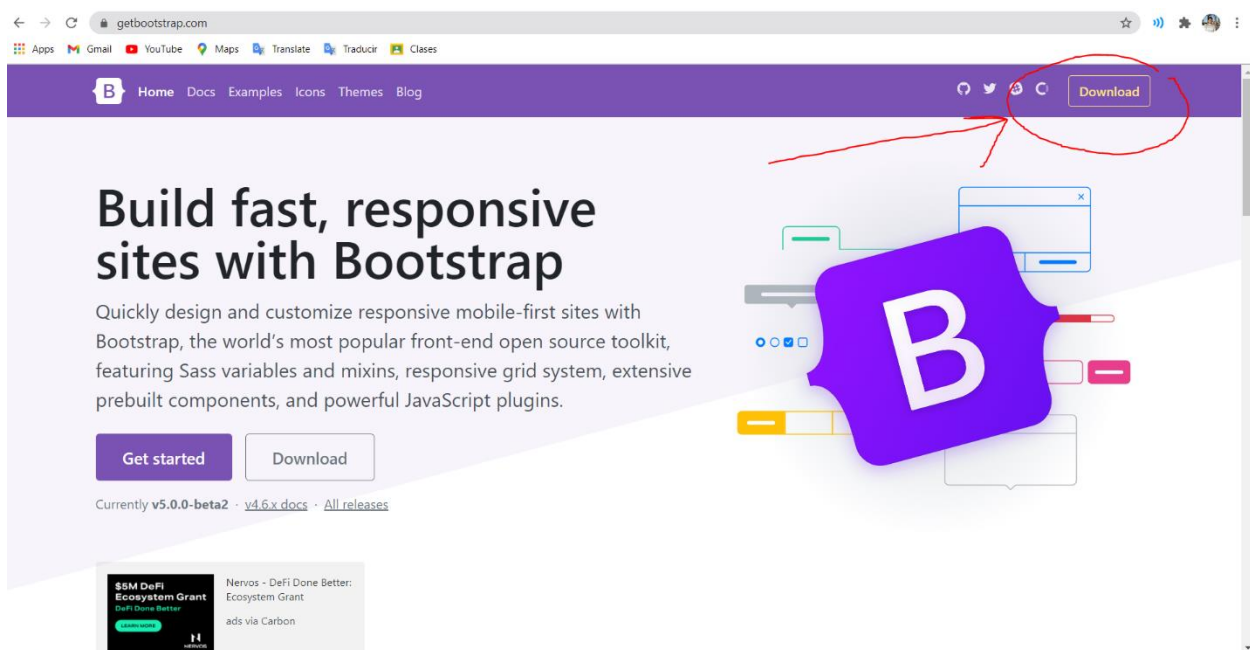 getbootstrap.com
Apps Gmail YouTube Maps Translate Traducir Clases
B Home Docs Examples Icons Themes Blog Download
Build fast, responsive
sites with Bootstrap
Quickly design and customize responsive mobile-first sites with
Bootstrap, the world's most popular front-end open source toolkit,
featuring Sass variables and mixins, responsive grid system, extensive
prebuilt components, and powerful JavaScript plugins.
B
Get started Download
Currently v5.0.0-beta2 · v4.6.x docs · All releases
$5M DeFi
Ecosystem Grant
DeFi Done Better
LEARN MORE
NERVOS
Nervos - DeFi Done Better:
Ecosystem Grant
ads via Carbon